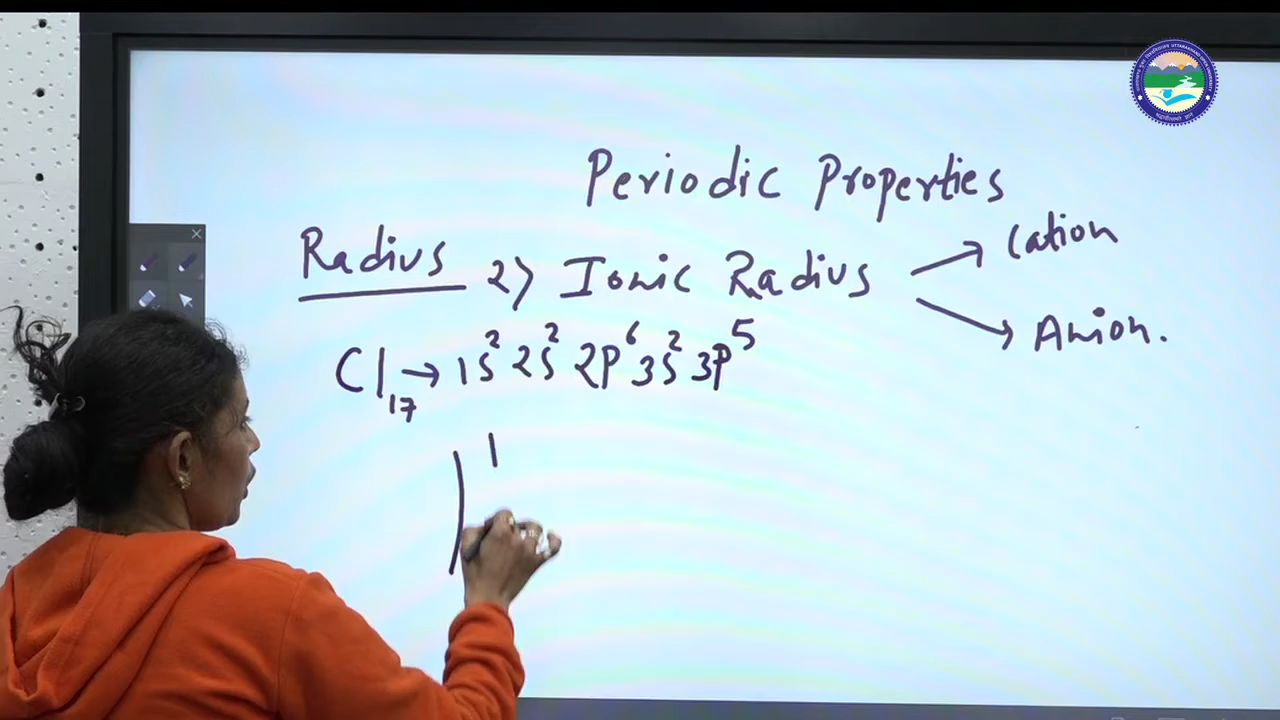 Periodic Properties
Radius 2) Ionic Radius → Cation
→ Anion.
Cl₁₇ → 1s² 2s² 2p⁶ 3s² 3p⁵